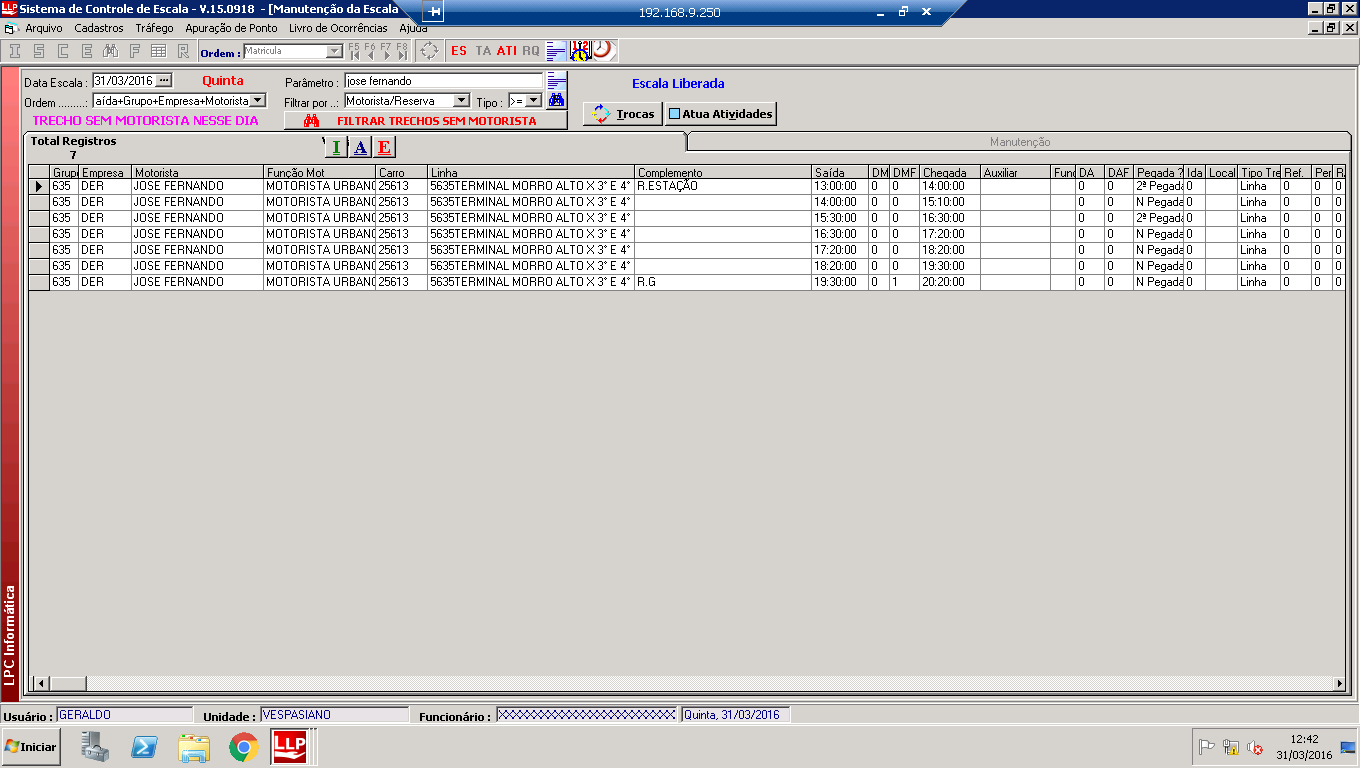 Sistema de Controle de Escala - V.15.0918 - [Manutenção da Escala
192.168.9.250
Arquivo Cadastros Tráfego Apuração de Ponto Livro de Ocorrências Ajuda
I S C E F R Ordem : Matricula F5 F6 F7 F8 ES TA ATI RQ
Data Escala : 31/03/2016 ... Quinta Parâmetro : jose fernando Escala Liberada
Ordem .........: aída+Grupo+Empresa+Motorista Filtrar por ..: Motorista/Reserva Tipo : >= Trocas Atua Atividades
TRECHO SEM MOTORISTA NESSE DIA FILTRAR TRECHOS SEM MOTORISTA
Total Registros I A E Manutenção
7
Grupo Empresa Motorista Função Mot Carro Linha Complemento Saída DM DMF Chegada Auxiliar Func DA DAF Pegada ? Ida Local Tipo Tre Ref. Per R.
635 DER JOSE FERNANDO MOTORISTA URBANO 25613 5635TERMINAL MORRO ALTO X 3° E 4° R.ESTAÇÃO 13:00:00 0 0 14:00:00 0 0 2ª Pegada 0 Linha 0 0 0
635 DER JOSE FERNANDO MOTORISTA URBANO 25613 5635TERMINAL MORRO ALTO X 3° E 4° 14:00:00 0 0 15:10:00 0 0 N Pegada 0 Linha 0 0 0
635 DER JOSE FERNANDO MOTORISTA URBANO 25613 5635TERMINAL MORRO ALTO X 3° E 4° 15:30:00 0 0 16:30:00 0 0 2ª Pegada 0 Linha 0 0 0
635 DER JOSE FERNANDO MOTORISTA URBANO 25613 5635TERMINAL MORRO ALTO X 3° E 4° 16:30:00 0 0 17:20:00 0 0 N Pegada 0 Linha 0 0 0
635 DER JOSE FERNANDO MOTORISTA URBANO 25613 5635TERMINAL MORRO ALTO X 3° E 4° 17:20:00 0 0 18:20:00 0 0 N Pegada 0 Linha 0 0 0
635 DER JOSE FERNANDO MOTORISTA URBANO 25613 5635TERMINAL MORRO ALTO X 3° E 4° 18:20:00 0 0 19:30:00 0 0 N Pegada 0 Linha 0 0 0
635 DER JOSE FERNANDO MOTORISTA URBANO 25613 5635TERMINAL MORRO ALTO X 3° E 4° R.G 19:30:00 0 1 20:20:00 0 0 N Pegada 0 Linha 0 0 0
LPC Informática
Usuário : GERALDO Unidade : VESPASIANO Funcionário : XXXXXXXXXXXXXXXXXXXXXXXXX Quinta, 31/03/2016
Iniciar LLP 12:42
31/03/2016